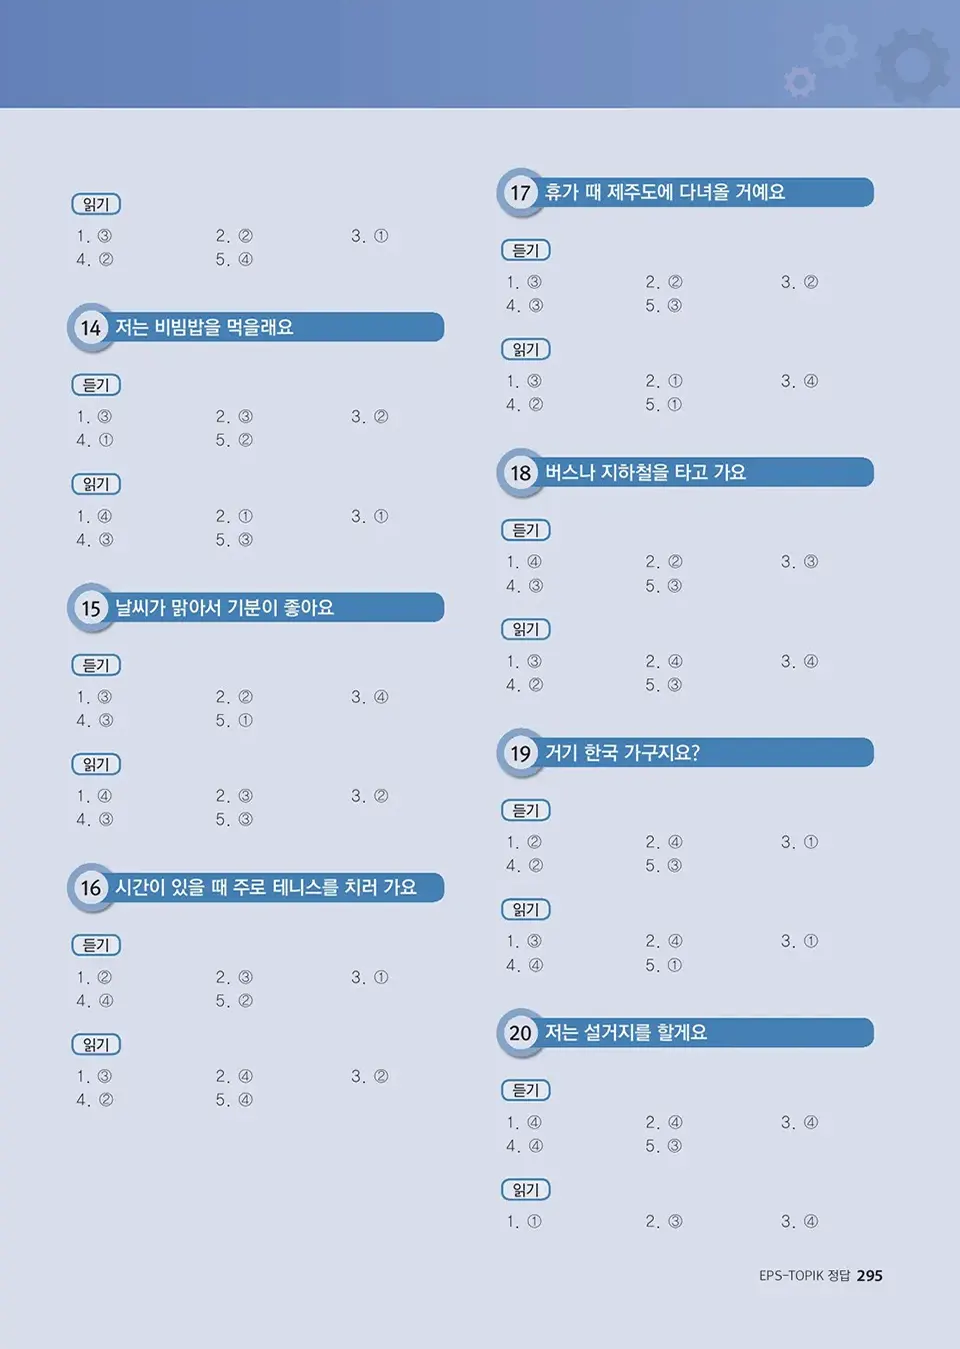 읽기
1. ③ 2. ② 3. ①
4. ② 5. ④
14 저는 비빔밥을 먹을래요
듣기
1. ③ 2. ③ 3. ②
4. ① 5. ②
읽기
1. ④ 2. ① 3. ①
4. ③ 5. ③
15 날씨가 맑아서 기분이 좋아요
듣기
1. ③ 2. ② 3. ④
4. ③ 5. ①
읽기
1. ④ 2. ③ 3. ②
4. ③ 5. ③
16 시간이 있을 때 주로 테니스를 치러 가요
듣기
1. ② 2. ③ 3. ①
4. ④ 5. ②
읽기
1. ③ 2. ④ 3. ②
4. ② 5. ④
17 휴가 때 제주도에 다녀올 거예요
듣기
1. ③ 2. ② 3. ②
4. ③ 5. ③
읽기
1. ③ 2. ① 3. ④
4. ② 5. ①
18 버스나 지하철을 타고 가요
듣기
1. ④ 2. ② 3. ③
4. ③ 5. ③
읽기
1. ③ 2. ④ 3. ④
4. ② 5. ③
19 거기 한국 가구지요?
듣기
1. ② 2. ④ 3. ①
4. ② 5. ③
읽기
1. ③ 2. ④ 3. ①
4. ④ 5. ①
20 저는 설거지를 할게요
듣기
1. ④ 2. ④ 3. ④
4. ④ 5. ③
읽기
1. ① 2. ③ 3. ④
EPS-TOPIK 정답 295